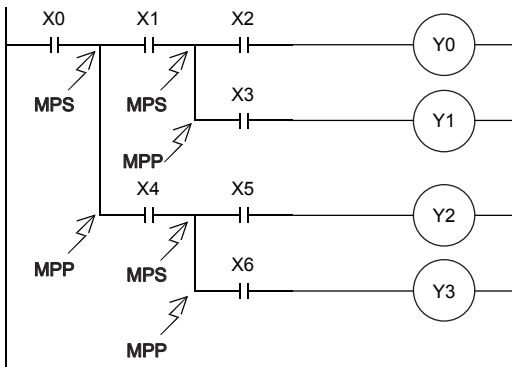 X0 X1 X2
Y0
MPS MPS
X3
Y1
MPP
X4 X5
Y2
MPP MPS
X6
Y3
MPP